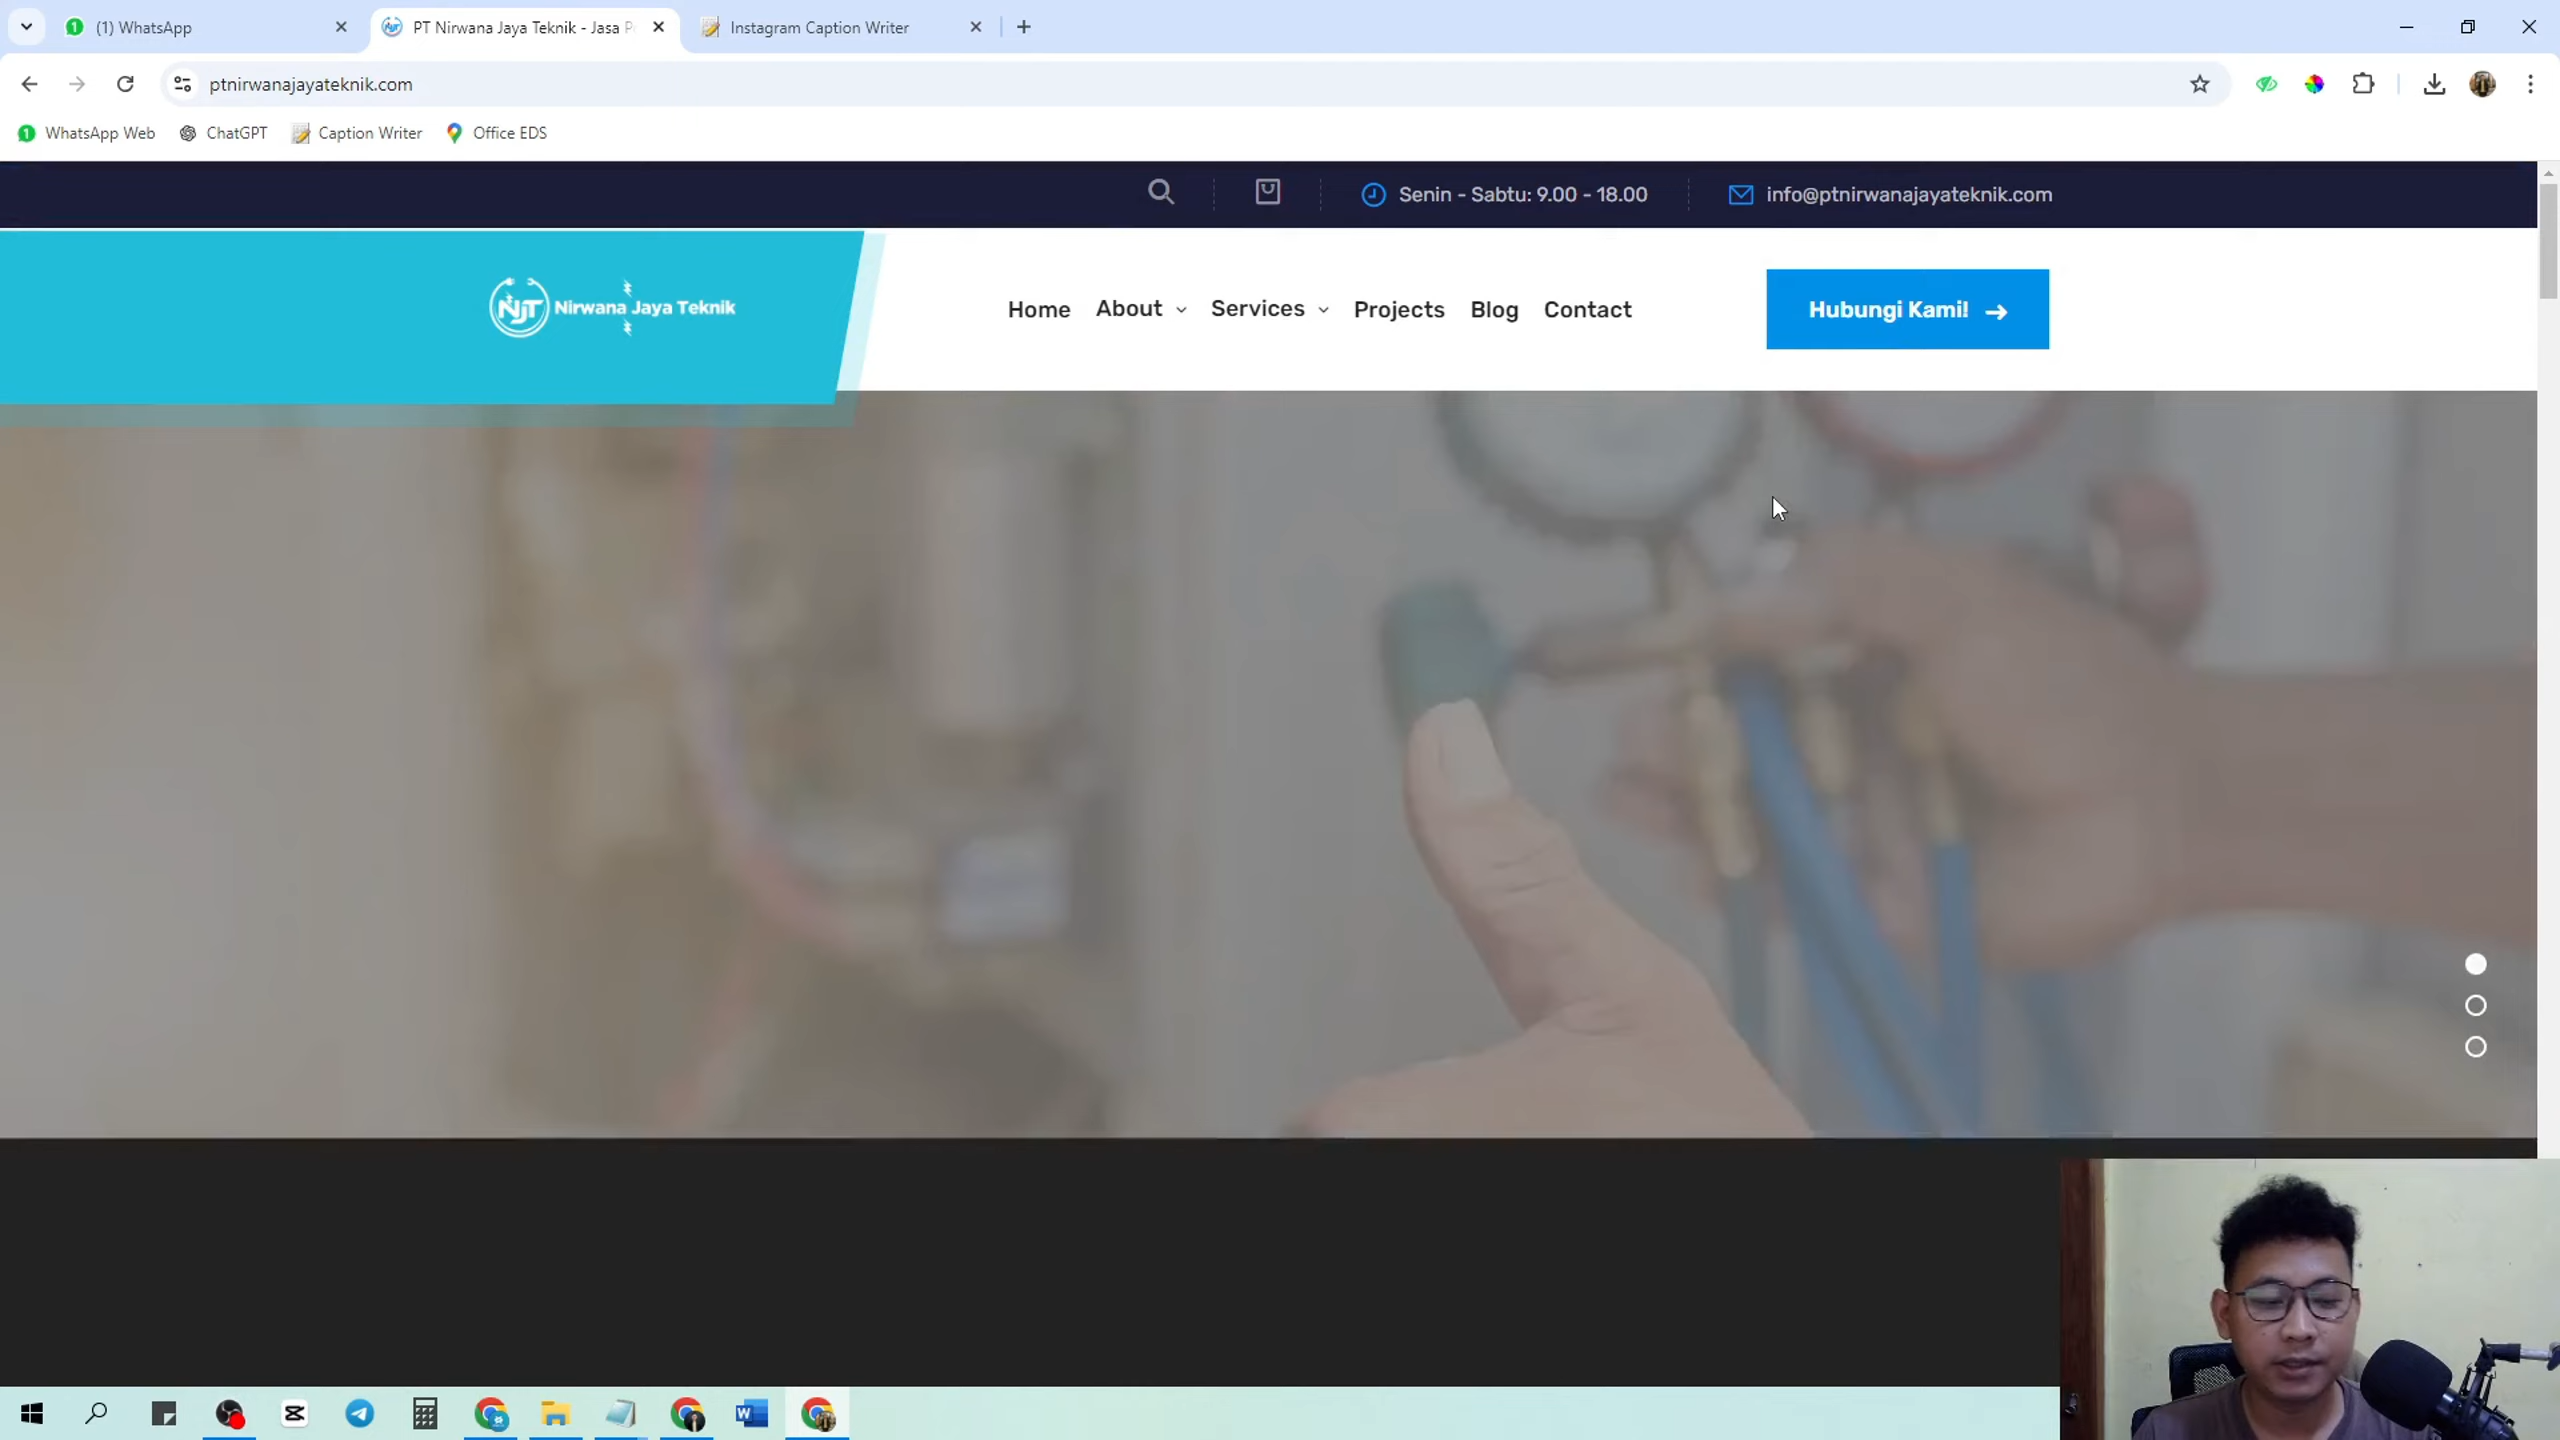 (1) WhatsApp
PT Nirwana Jaya Teknik - Jasa P
Instagram Caption Writer
ptnirwanajayateknik.com
WhatsApp Web
ChatGPT
Caption Writer
Office EDS
Senin - Sabtu: 9.00 - 18.00
info@ptnirwanajayateknik.com
NJT Nirwana Jaya Teknik
Home
About
Services
Projects
Blog
Contact
Hubungi Kami!